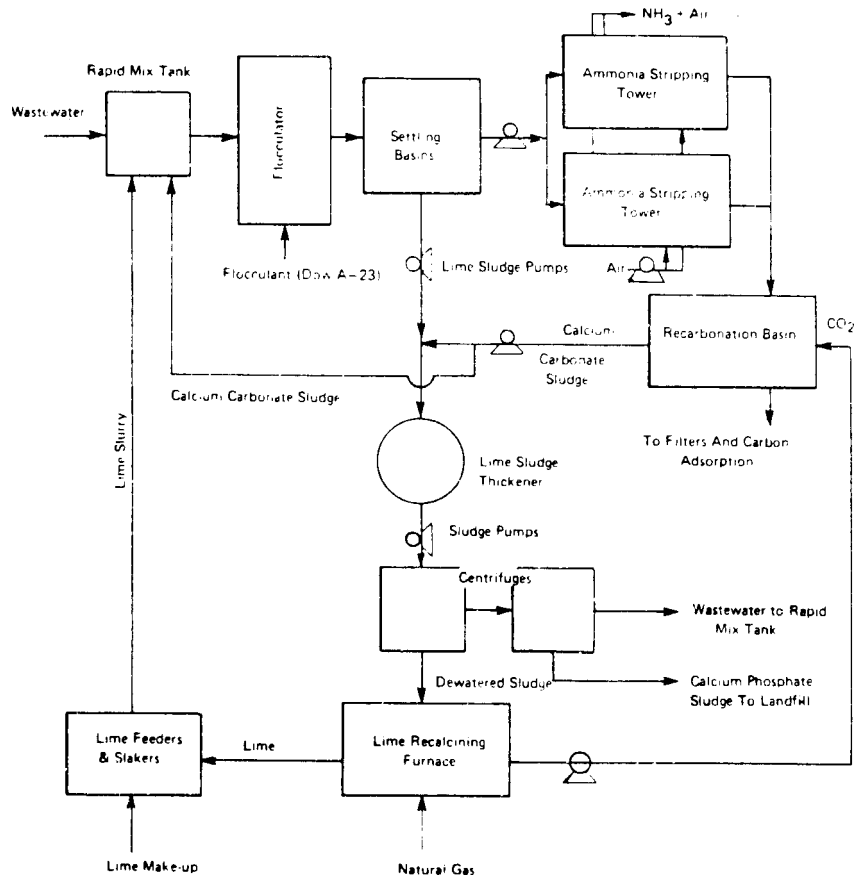 NH3 + Air
Rapid Mix Tank
Ammonia Stripping
Tower
Wastewater
Flocculator
Settling
Basins
Ammonia Stripping
Tower
Flocculant (Dow A-23)
Lime Sludge Pumps
Air
CO2
Calcium
Carbonate
Sludge
Recarbonation Basin
Calcium Carbonate Sludge
To Filters And Carbon
Adsorption
Lime Slurry
Lime Sludge
Thickener
Sludge Pumps
Centrifuges
Wastewater to Rapid
Mix Tank
Dewatered Sludge
Calcium Phosphate
Sludge To Landfill
Lime Feeders
& Slakers
Lime
Lime Recalcining
Furnace
Lime Make-up
Natural Gas